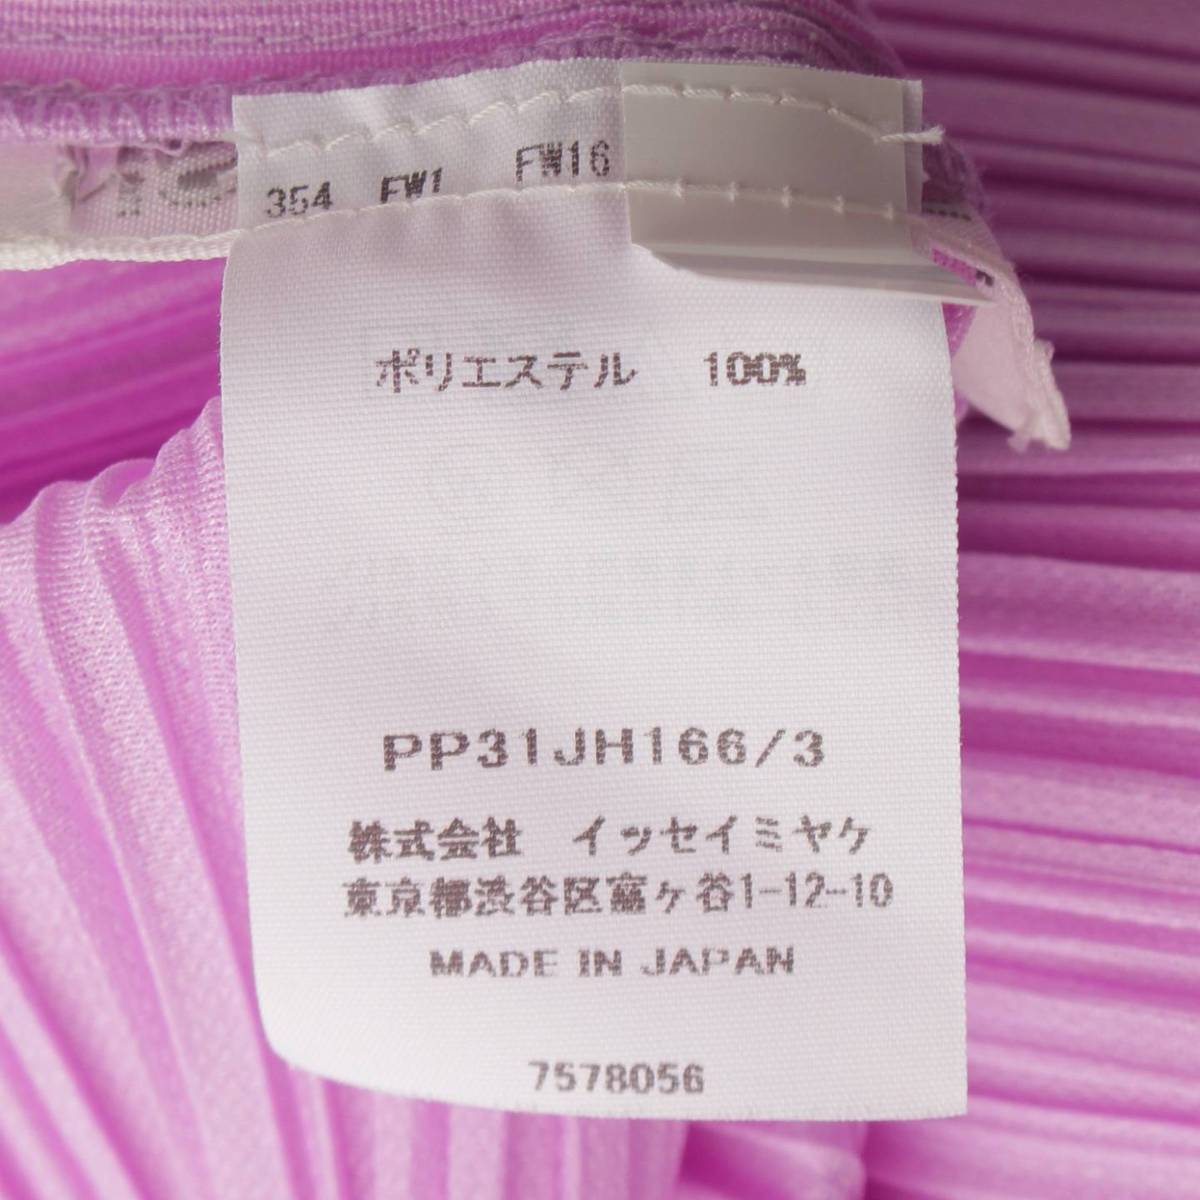 354 FW1 FW16
ポリエステル 100%
PP31JH166/3
株式会社 イッセイミヤケ
東京都渋谷区富ヶ谷1-12-10
MADE IN JAPAN
7578056